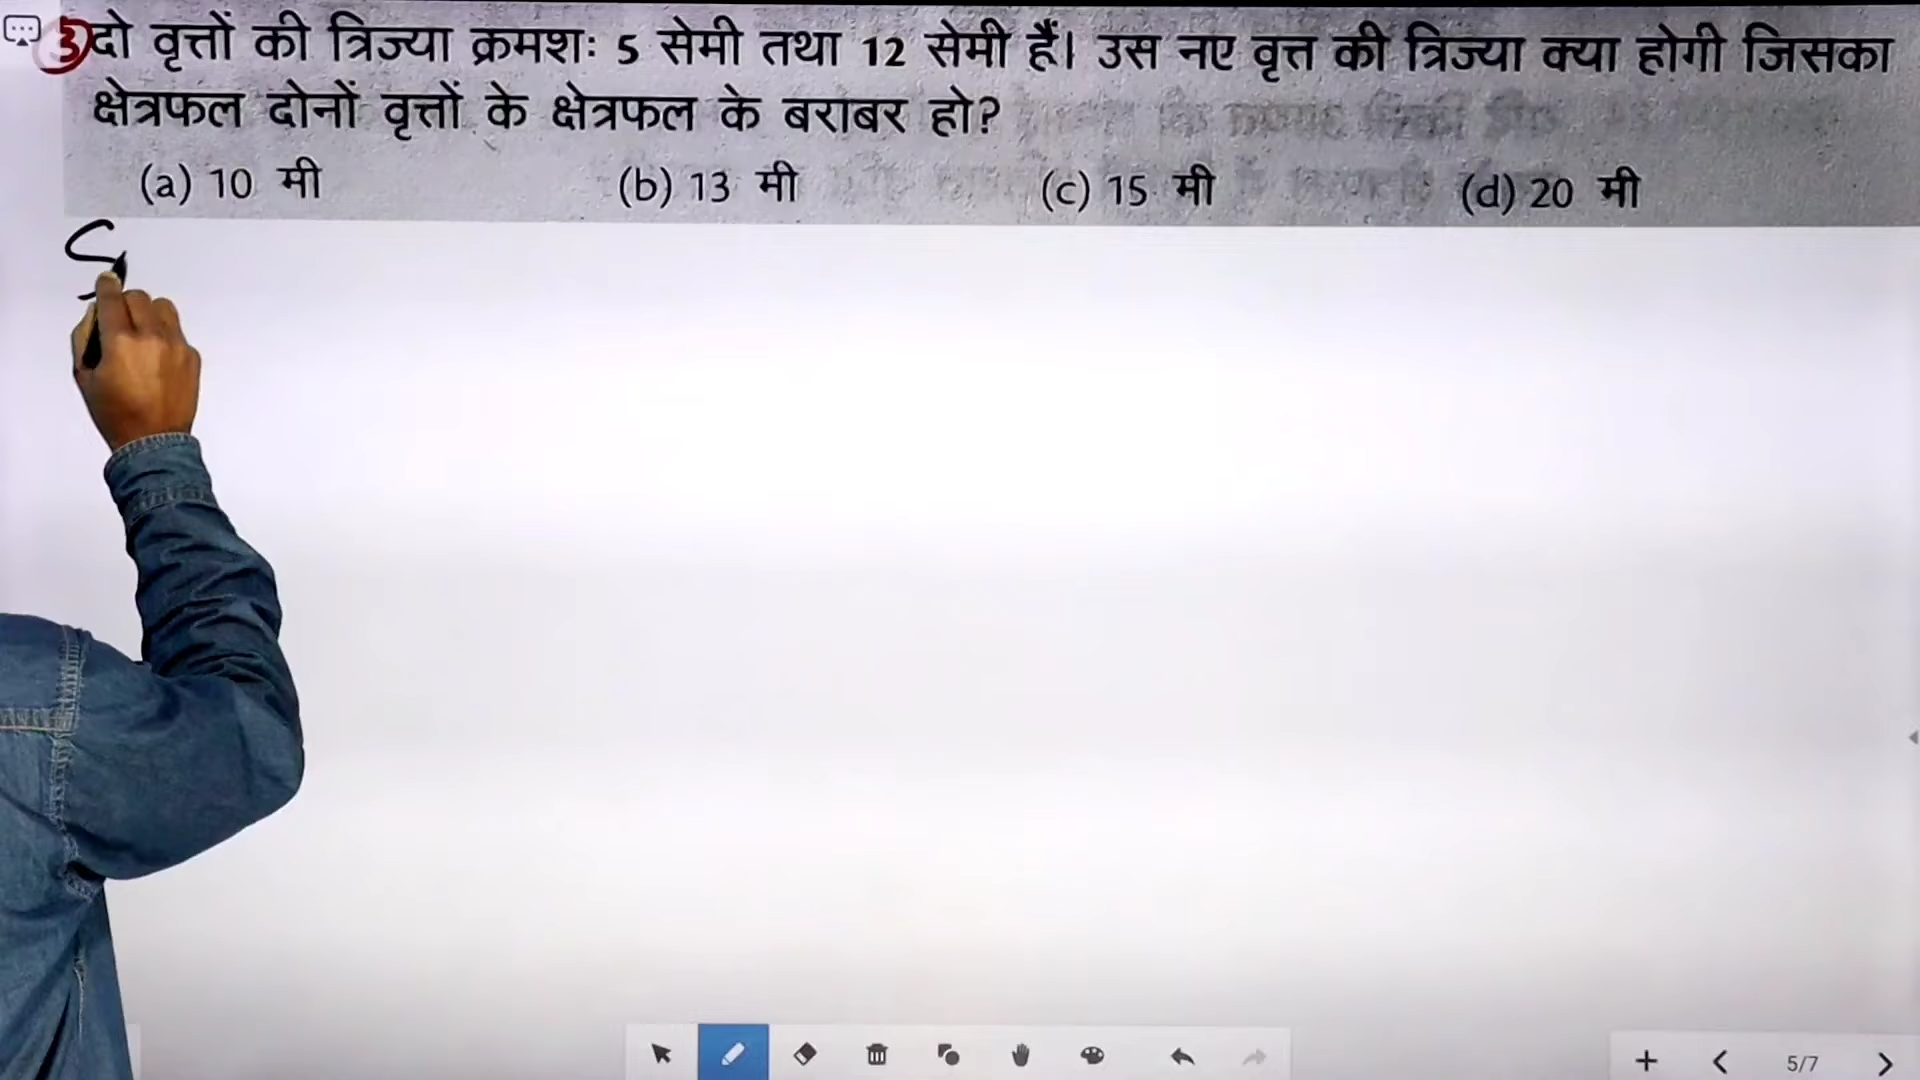 3 दो वृत्तों की त्रिज्या क्रमशः 5 सेमी तथा 12 सेमी हैं। उस नए वृत्त की त्रिज्या क्या होगी जिसका
क्षेत्रफल दोनों वृत्तों के क्षेत्रफल के बराबर हो?
(a) 10 मी (b) 13 मी (c) 15 मी (d) 20 मी
S
5/7